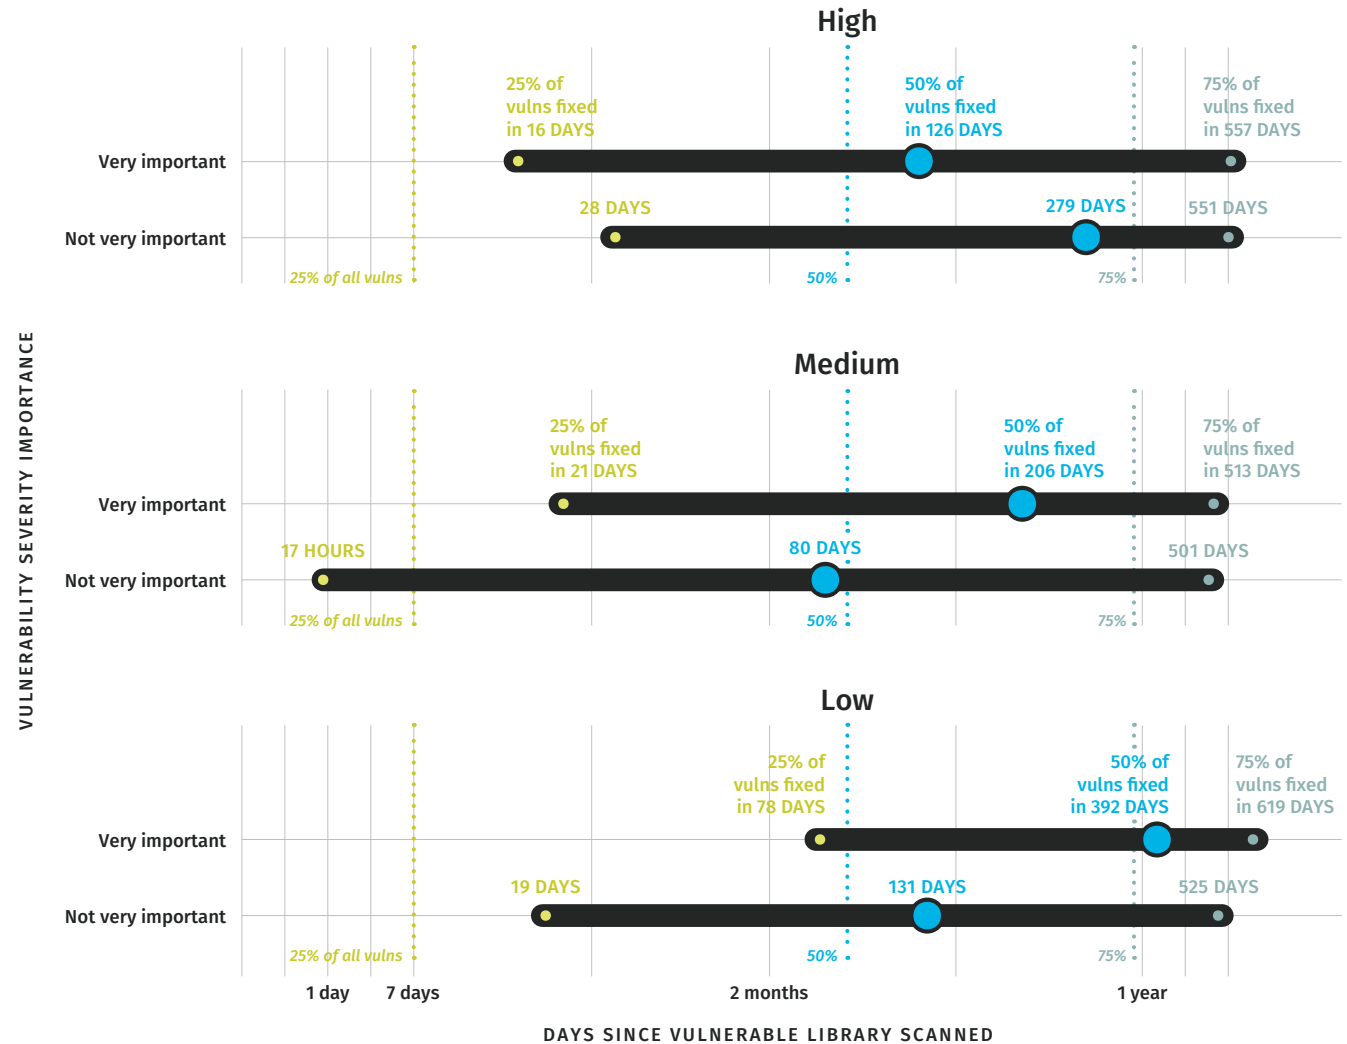 High
25% of
vulns fixed
in 16 DAYS
50% of
vulns fixed
in 126 DAYS
75% of
vulns fixed
in 557 DAYS
Very important
28 DAYS
279 DAYS
551 DAYS
Not very important
25% of all vulns
50%
75%
VULNERABILITY SEVERITY IMPORTANCE
Medium
25% of
vulns fixed
in 21 DAYS
50% of
vulns fixed
in 206 DAYS
75% of
vulns fixed
in 513 DAYS
Very important
17 HOURS
80 DAYS
501 DAYS
Not very important
25% of all vulns
50%
75%
Low
25% of
vulns fixed
in 78 DAYS
50% of
vulns fixed
in 392 DAYS
75% of
vulns fixed
in 619 DAYS
Very important
19 DAYS
131 DAYS
525 DAYS
Not very important
25% of all vulns
50%
75%
1 day
7 days
2 months
1 year
DAYS SINCE VULNERABLE LIBRARY SCANNED